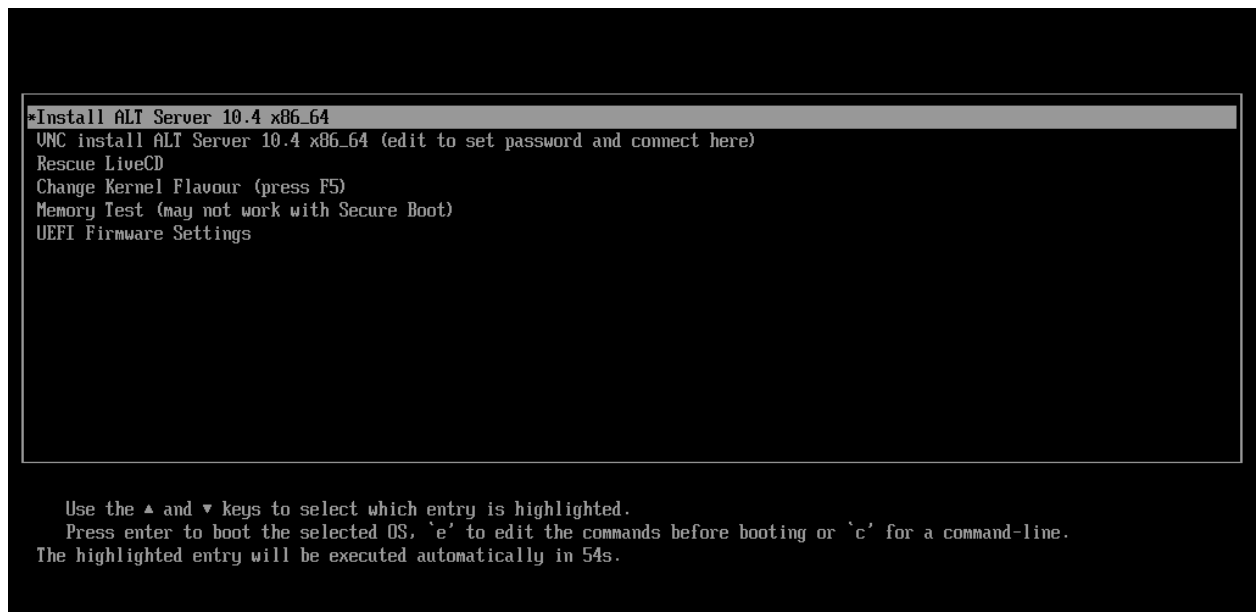 *Install ALT Server 10.4 x86_64
VNC install ALT Server 10.4 x86_64 (edit to set password and connect here)
Rescue LiveCD
Change Kernel Flavour (press F5)
Memory Test (may not work with Secure Boot)
UEFI Firmware Settings
Use the ▲ and ▼ keys to select which entry is highlighted.
Press enter to boot the selected OS, `e' to edit the commands before booting or `c' for a command-line.
The highlighted entry will be executed automatically in 54s.